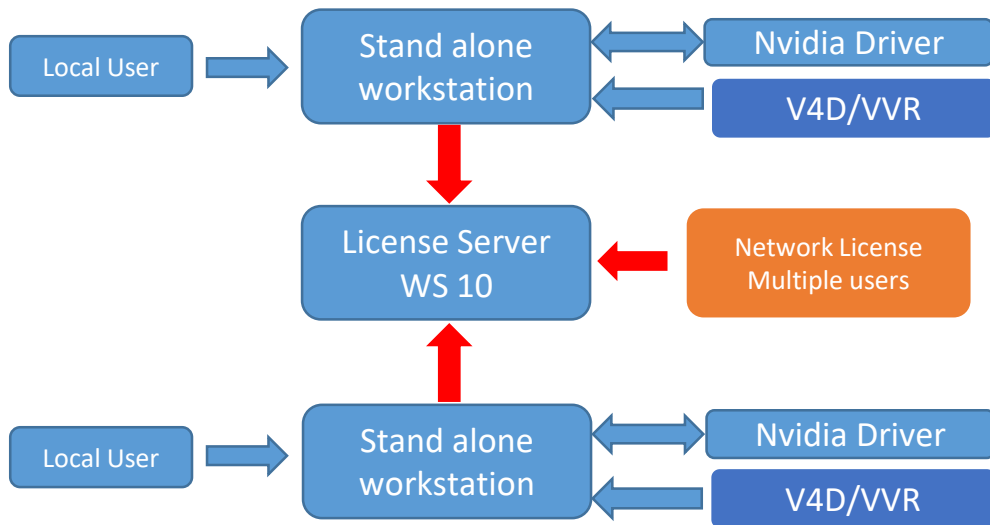 Local User
Stand alone
workstation
Nvidia Driver
V4D/VVR
License Server
WS 10
Network License
Multiple users
Local User
Stand alone
workstation
Nvidia Driver
V4D/VVR